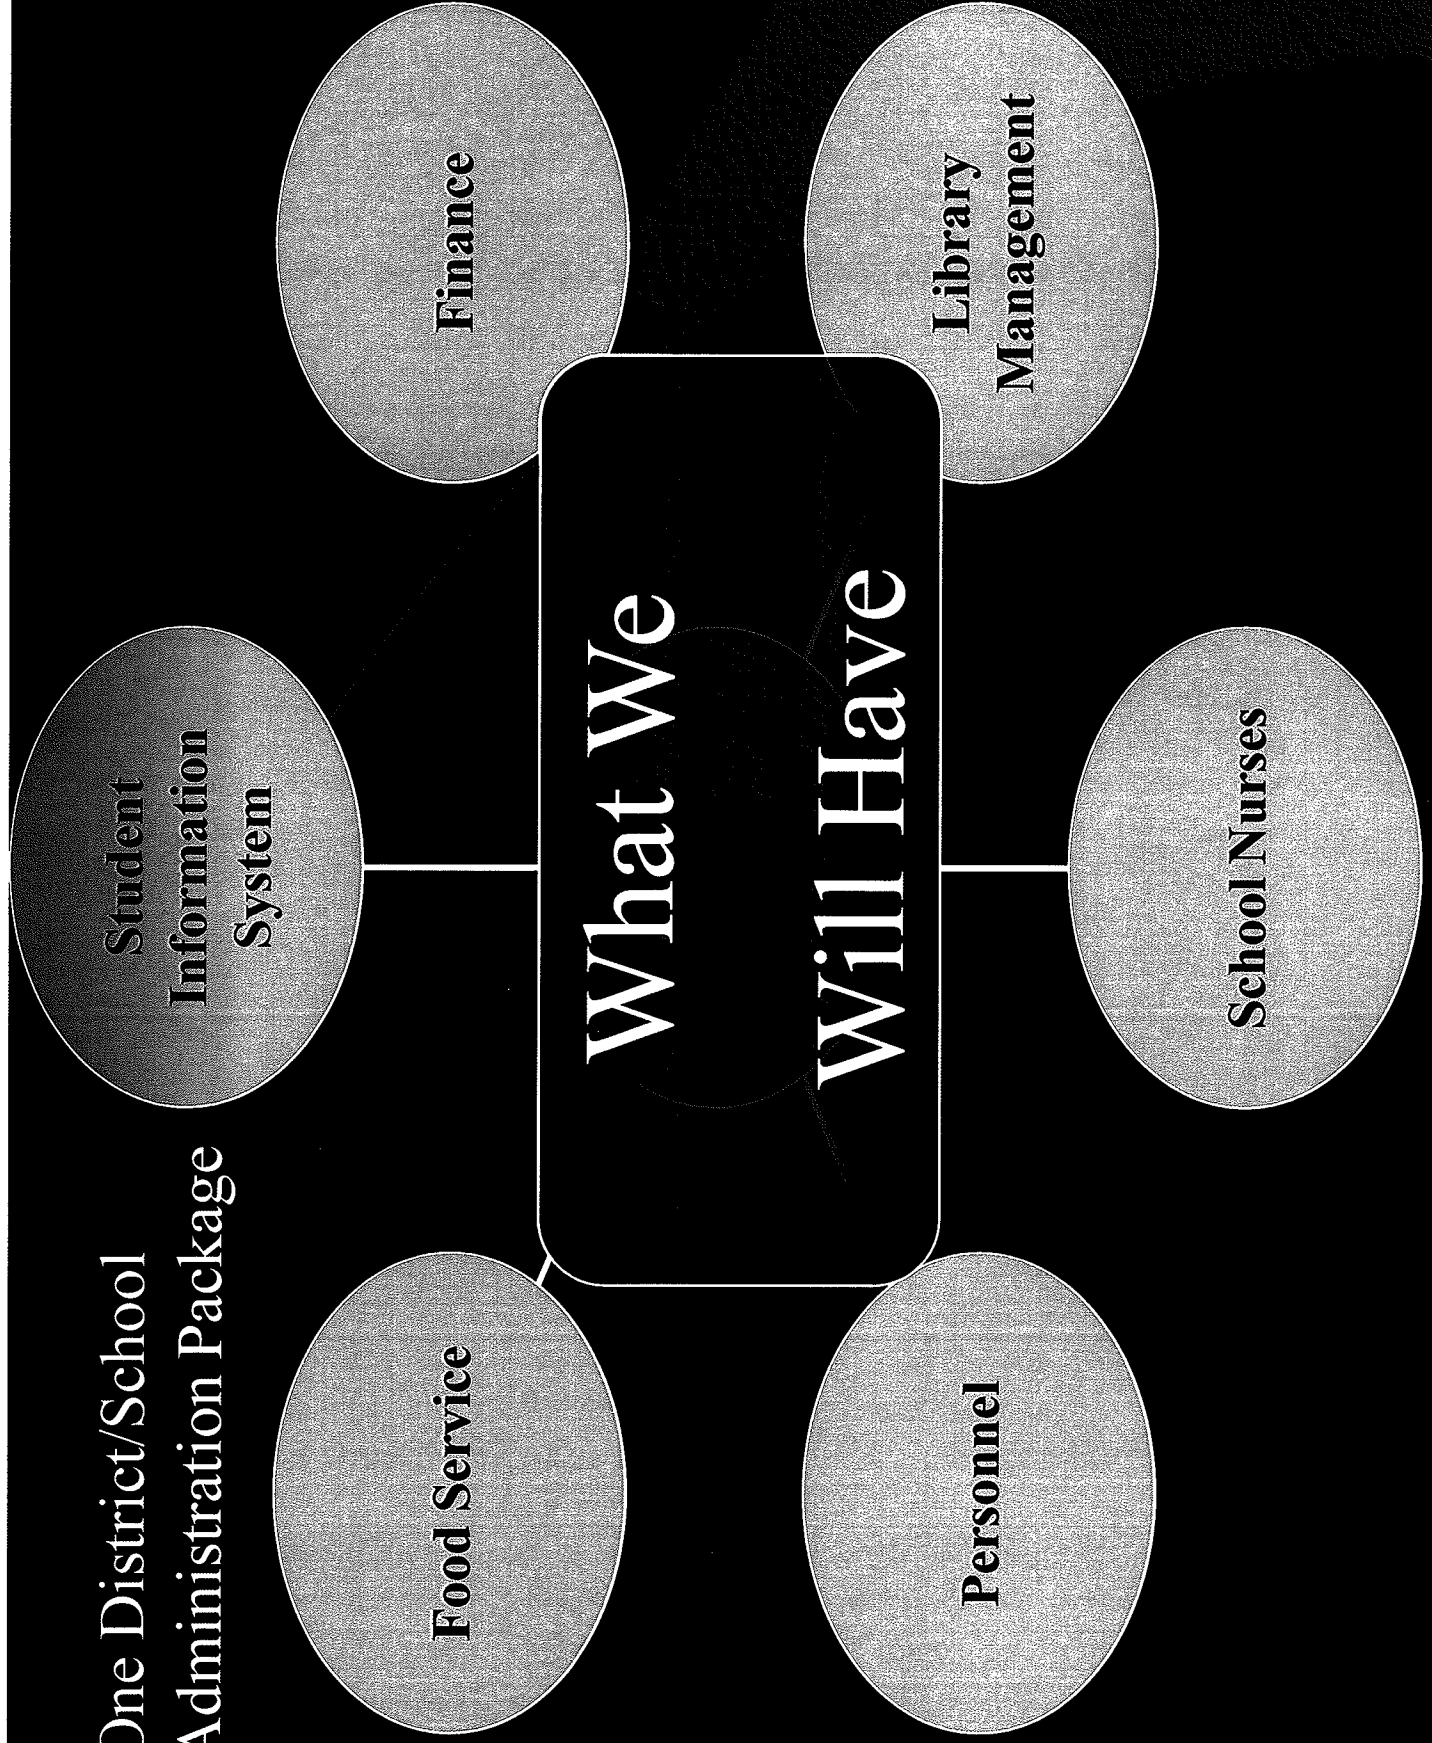 One District/School
Administration Package
Student
Information
System
Food Service
Finance
What We
Will Have
Personnel
Library
Management
School Nurses